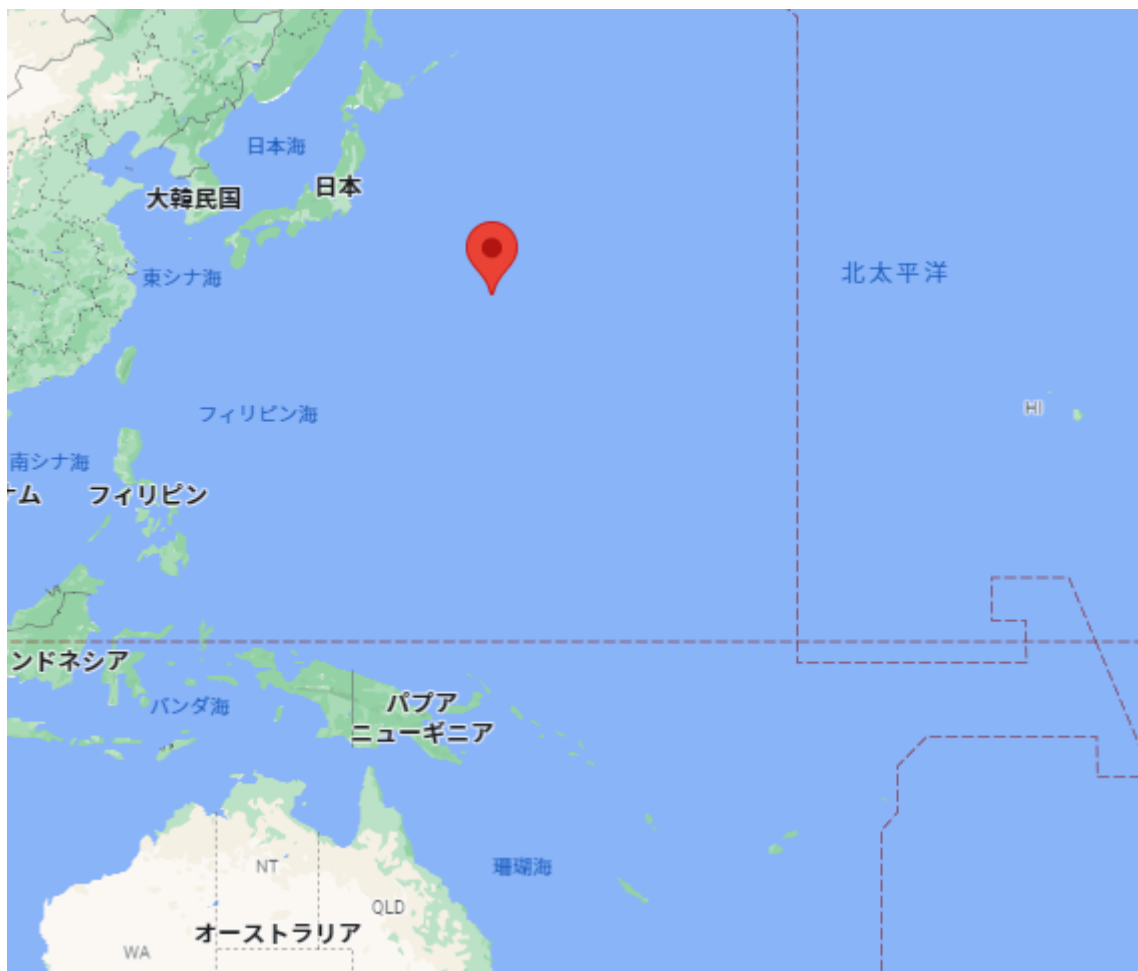 日本海
日本
大韓民国
東シナ海
北太平洋
フィリピン海
HI
南シナ海
ナム
フィリピン
ンドネシア
バンダ海
パプア
ニューギニア
NT
珊瑚海
QLD
オーストラリア
WA